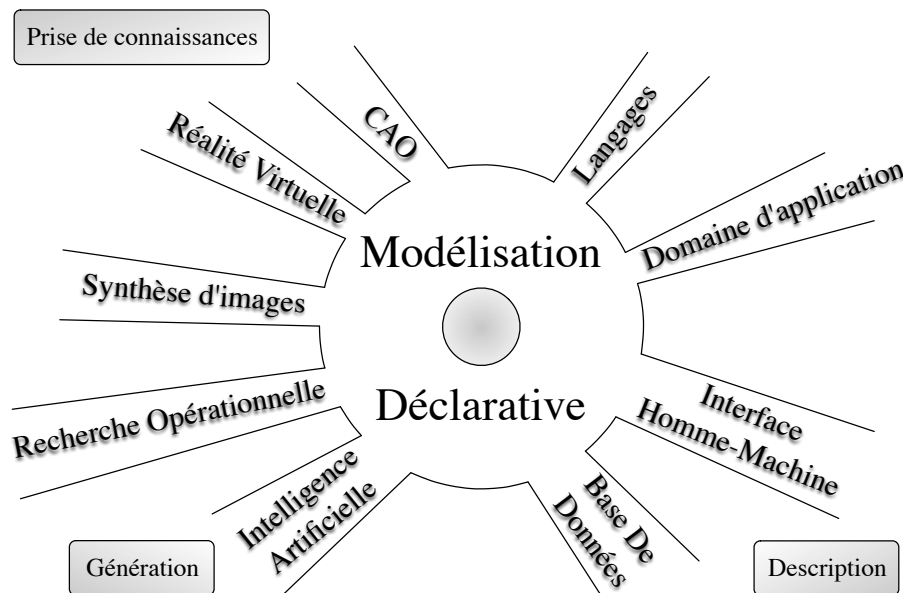 Prise de connaissances
CAO
Langages
Réalité Virtuelle
Domaine d'application
Modélisation
Synthèse d'images
Déclarative
Recherche Opérationnelle
Interface
Homme-Machine
Intelligence
Artificielle
Base De
Données
Génération
Description